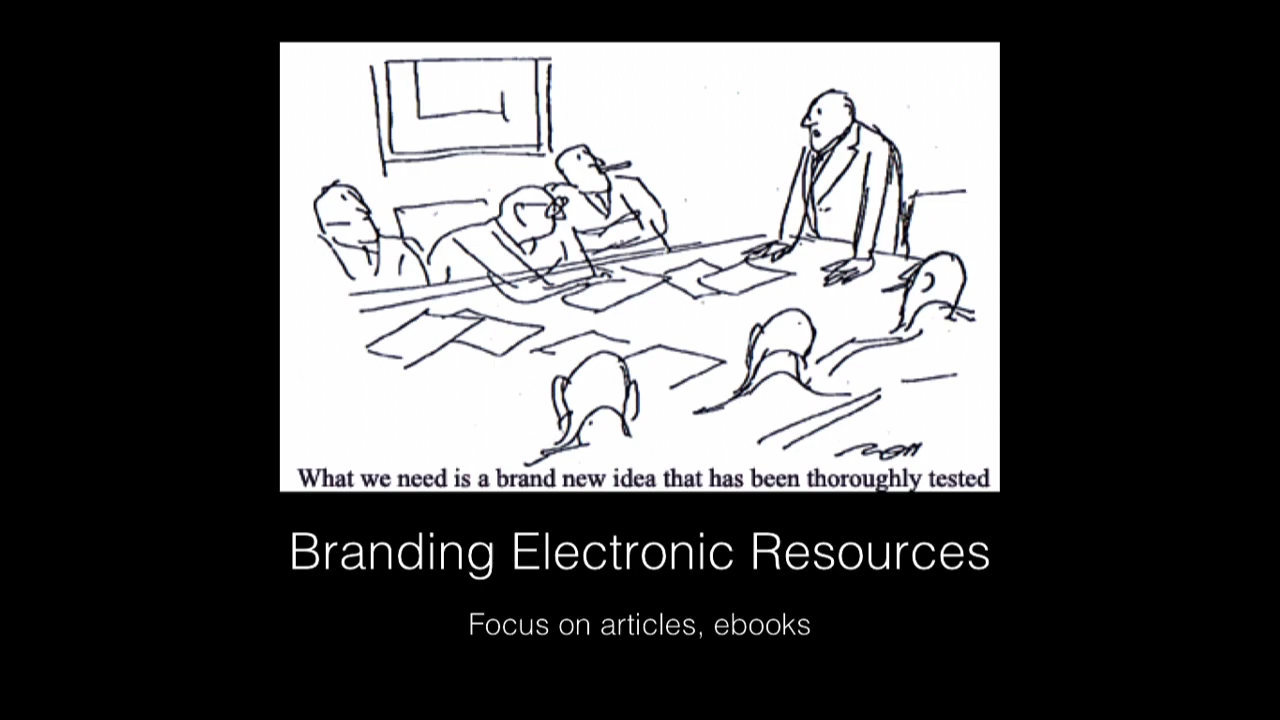 What we need is a brand new idea that has been thoroughly tested
Branding Electronic Resources
Focus on articles, ebooks